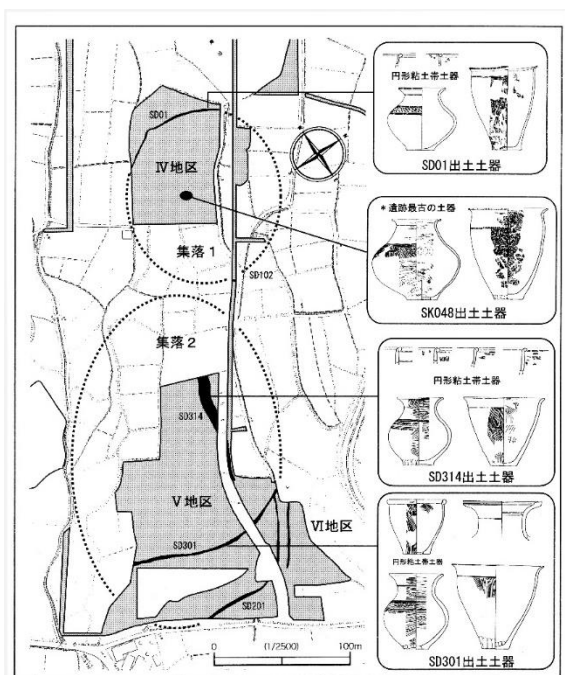 SD01
Ⅳ地区
集落1
SD102
集落2
SD314
Ⅴ地区
Ⅵ地区
SD301
SD201
0 (1/2500) 100m
円形粘土帯土器
SD01出土土器
*遺跡最古の土器
SK048出土土器
円形粘土帯土器
SD314出土土器
円形粘土帯土器
SD301出土土器